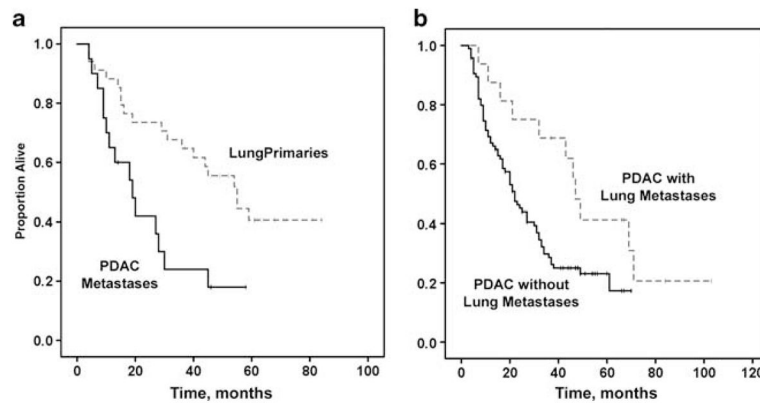 a
1.0
0.8
0.6
0.4
0.2
0.0
Proportion Alive
LungPrimaries
PDAC
Metastases
0 20 40 60 80 100
Time, months
b
1.0
0.8
0.6
0.4
0.2
0.0
PDAC with
Lung Metastases
PDAC without
Lung Metastases
0 20 40 60 80 100 120
Time, months